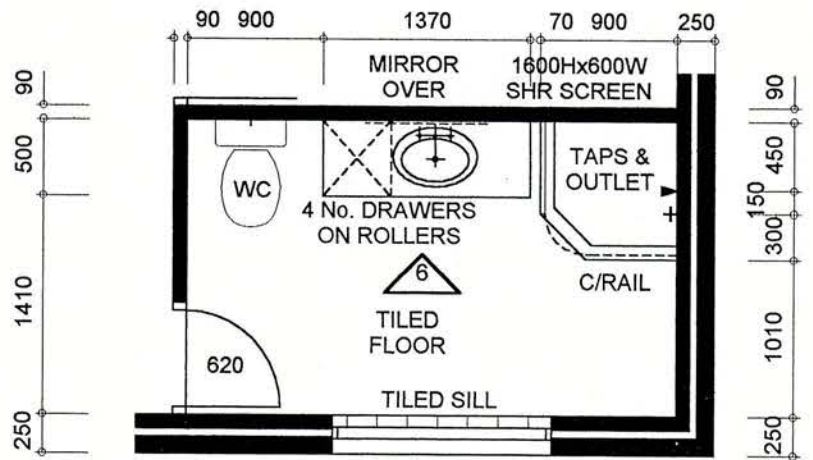 90 900 1370 70 900 250
MIRROR
OVER
1600Hx600W
SHR SCREEN
90
500
1410
250
90
450
150
300
1010
250
WC
TAPS &
OUTLET
4 No. DRAWERS
ON ROLLERS
6
C/RAIL
TILED
FLOOR
620
TILED SILL